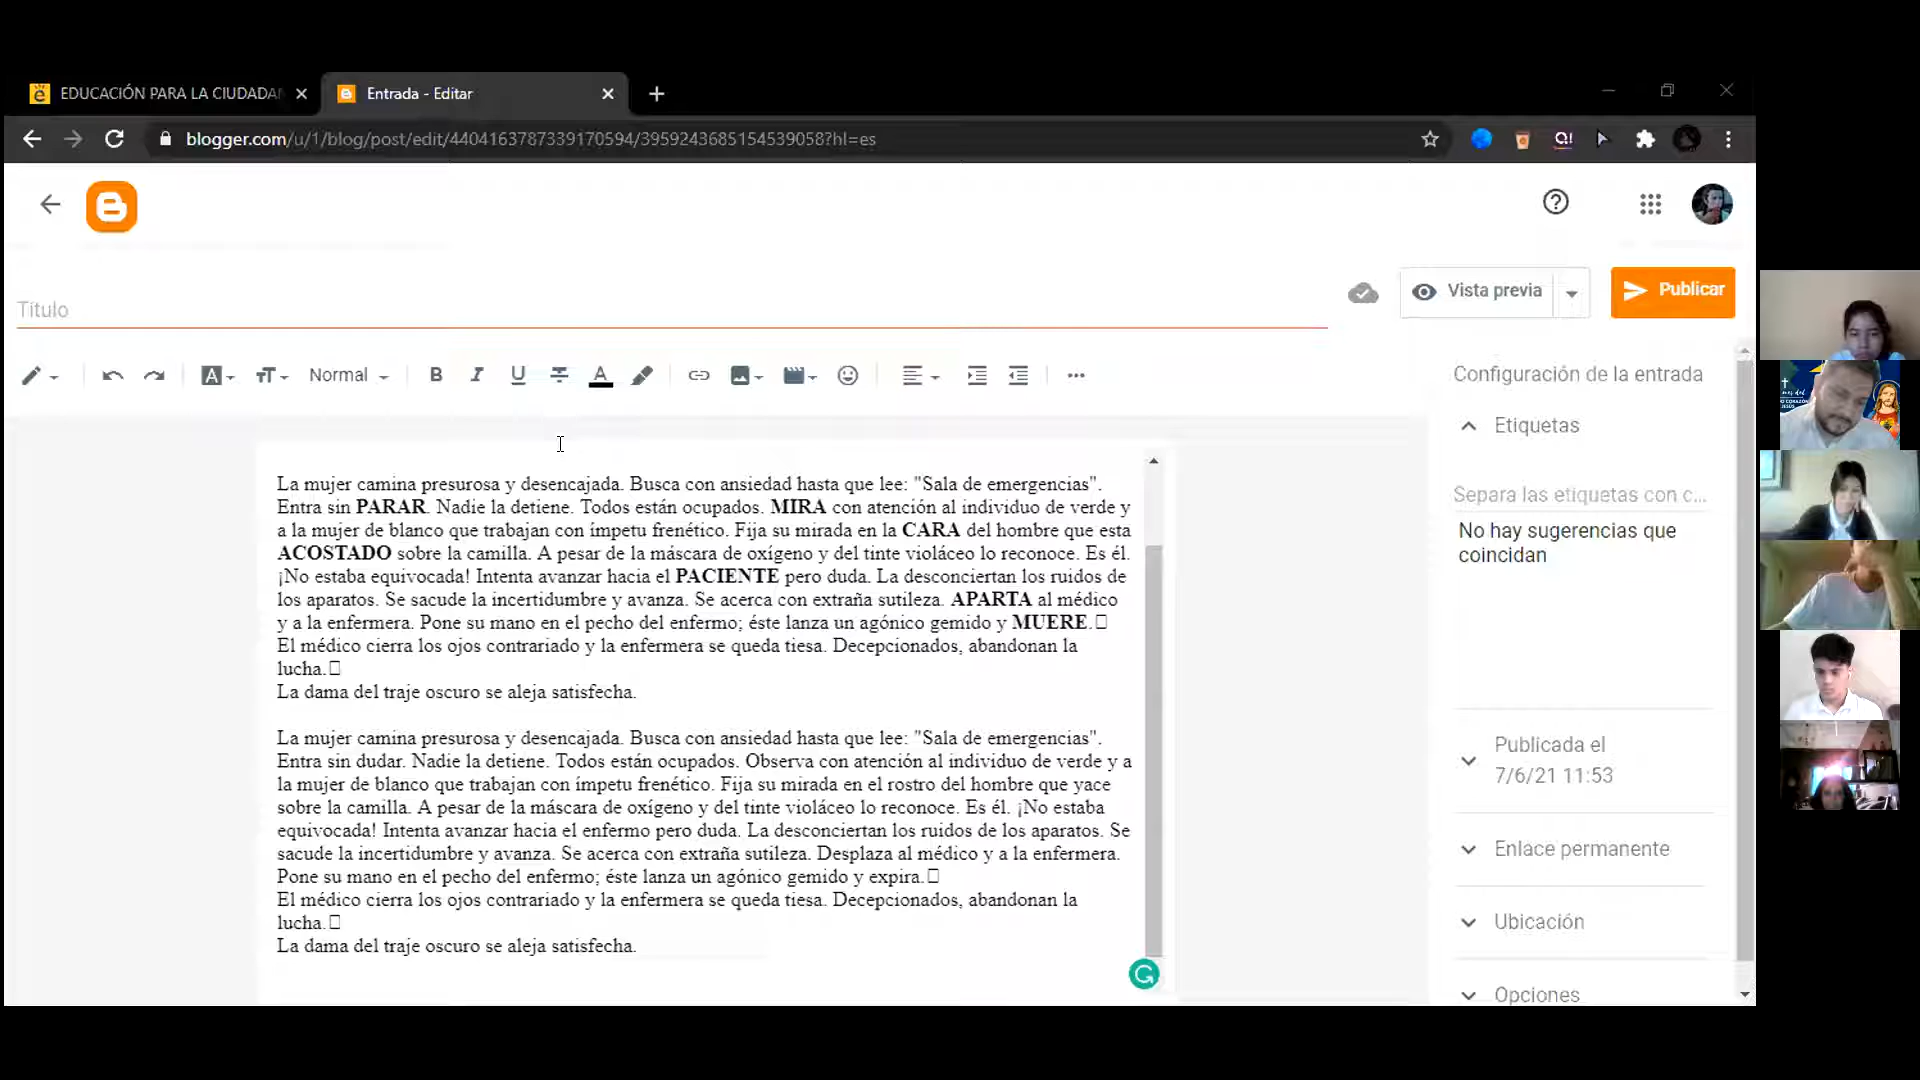 EDUCACIÓN PARA LA CIUDADA
Entrada - Editar
blogger.com/u/1/blog/post/edit/4404163787339170594/3959243685154539058?hl=es
Título
Vista previa
Publicar
Normal
Configuración de la entrada
Etiquetas
Separa las etiquetas con c...
No hay sugerencias que
coincidan
Publicada el
7/6/21 11:53
Enlace permanente
Ubicación
Opciones
La mujer camina presurosa y desencajada. Busca con ansiedad hasta que lee: "Sala de emergencias".
Entra sin PARAR. Nadie la detiene. Todos están ocupados. MIRA con atención al individuo de verde y
a la mujer de blanco que trabajan con ímpetu frenético. Fija su mirada en la CARA del hombre que esta
ACOSTADO sobre la camilla. A pesar de la máscara de oxígeno y del tinte violáceo lo reconoce. Es él.
¡No estaba equivocada! Intenta avanzar hacia el PACIENTE pero duda. La desconciertan los ruidos de
los aparatos. Se sacude la incertidumbre y avanza. Se acerca con extraña sutileza. APARTA al médico
y a la enfermera. Pone su mano en el pecho del enfermo; éste lanza un agónico gemido y MUERE.
El médico cierra los ojos contrariado y la enfermera se queda tiesa. Decepcionados, abandonan la
lucha.
La dama del traje oscuro se aleja satisfecha.
La mujer camina presurosa y desencajada. Busca con ansiedad hasta que lee: "Sala de emergencias".
Entra sin dudar. Nadie la detiene. Todos están ocupados. Observa con atención al individuo de verde y a
la mujer de blanco que trabajan con ímpetu frenético. Fija su mirada en el rostro del hombre que yace
sobre la camilla. A pesar de la máscara de oxígeno y del tinte violáceo lo reconoce. Es él. ¡No estaba
equivocada! Intenta avanzar hacia el enfermo pero duda. La desconciertan los ruidos de los aparatos. Se
sacude la incertidumbre y avanza. Se acerca con extraña sutileza. Desplaza al médico y a la enfermera.
Pone su mano en el pecho del enfermo; éste lanza un agónico gemido y expira.
El médico cierra los ojos contrariado y la enfermera se queda tiesa. Decepcionados, abandonan la
lucha.
La dama del traje oscuro se aleja satisfecha.